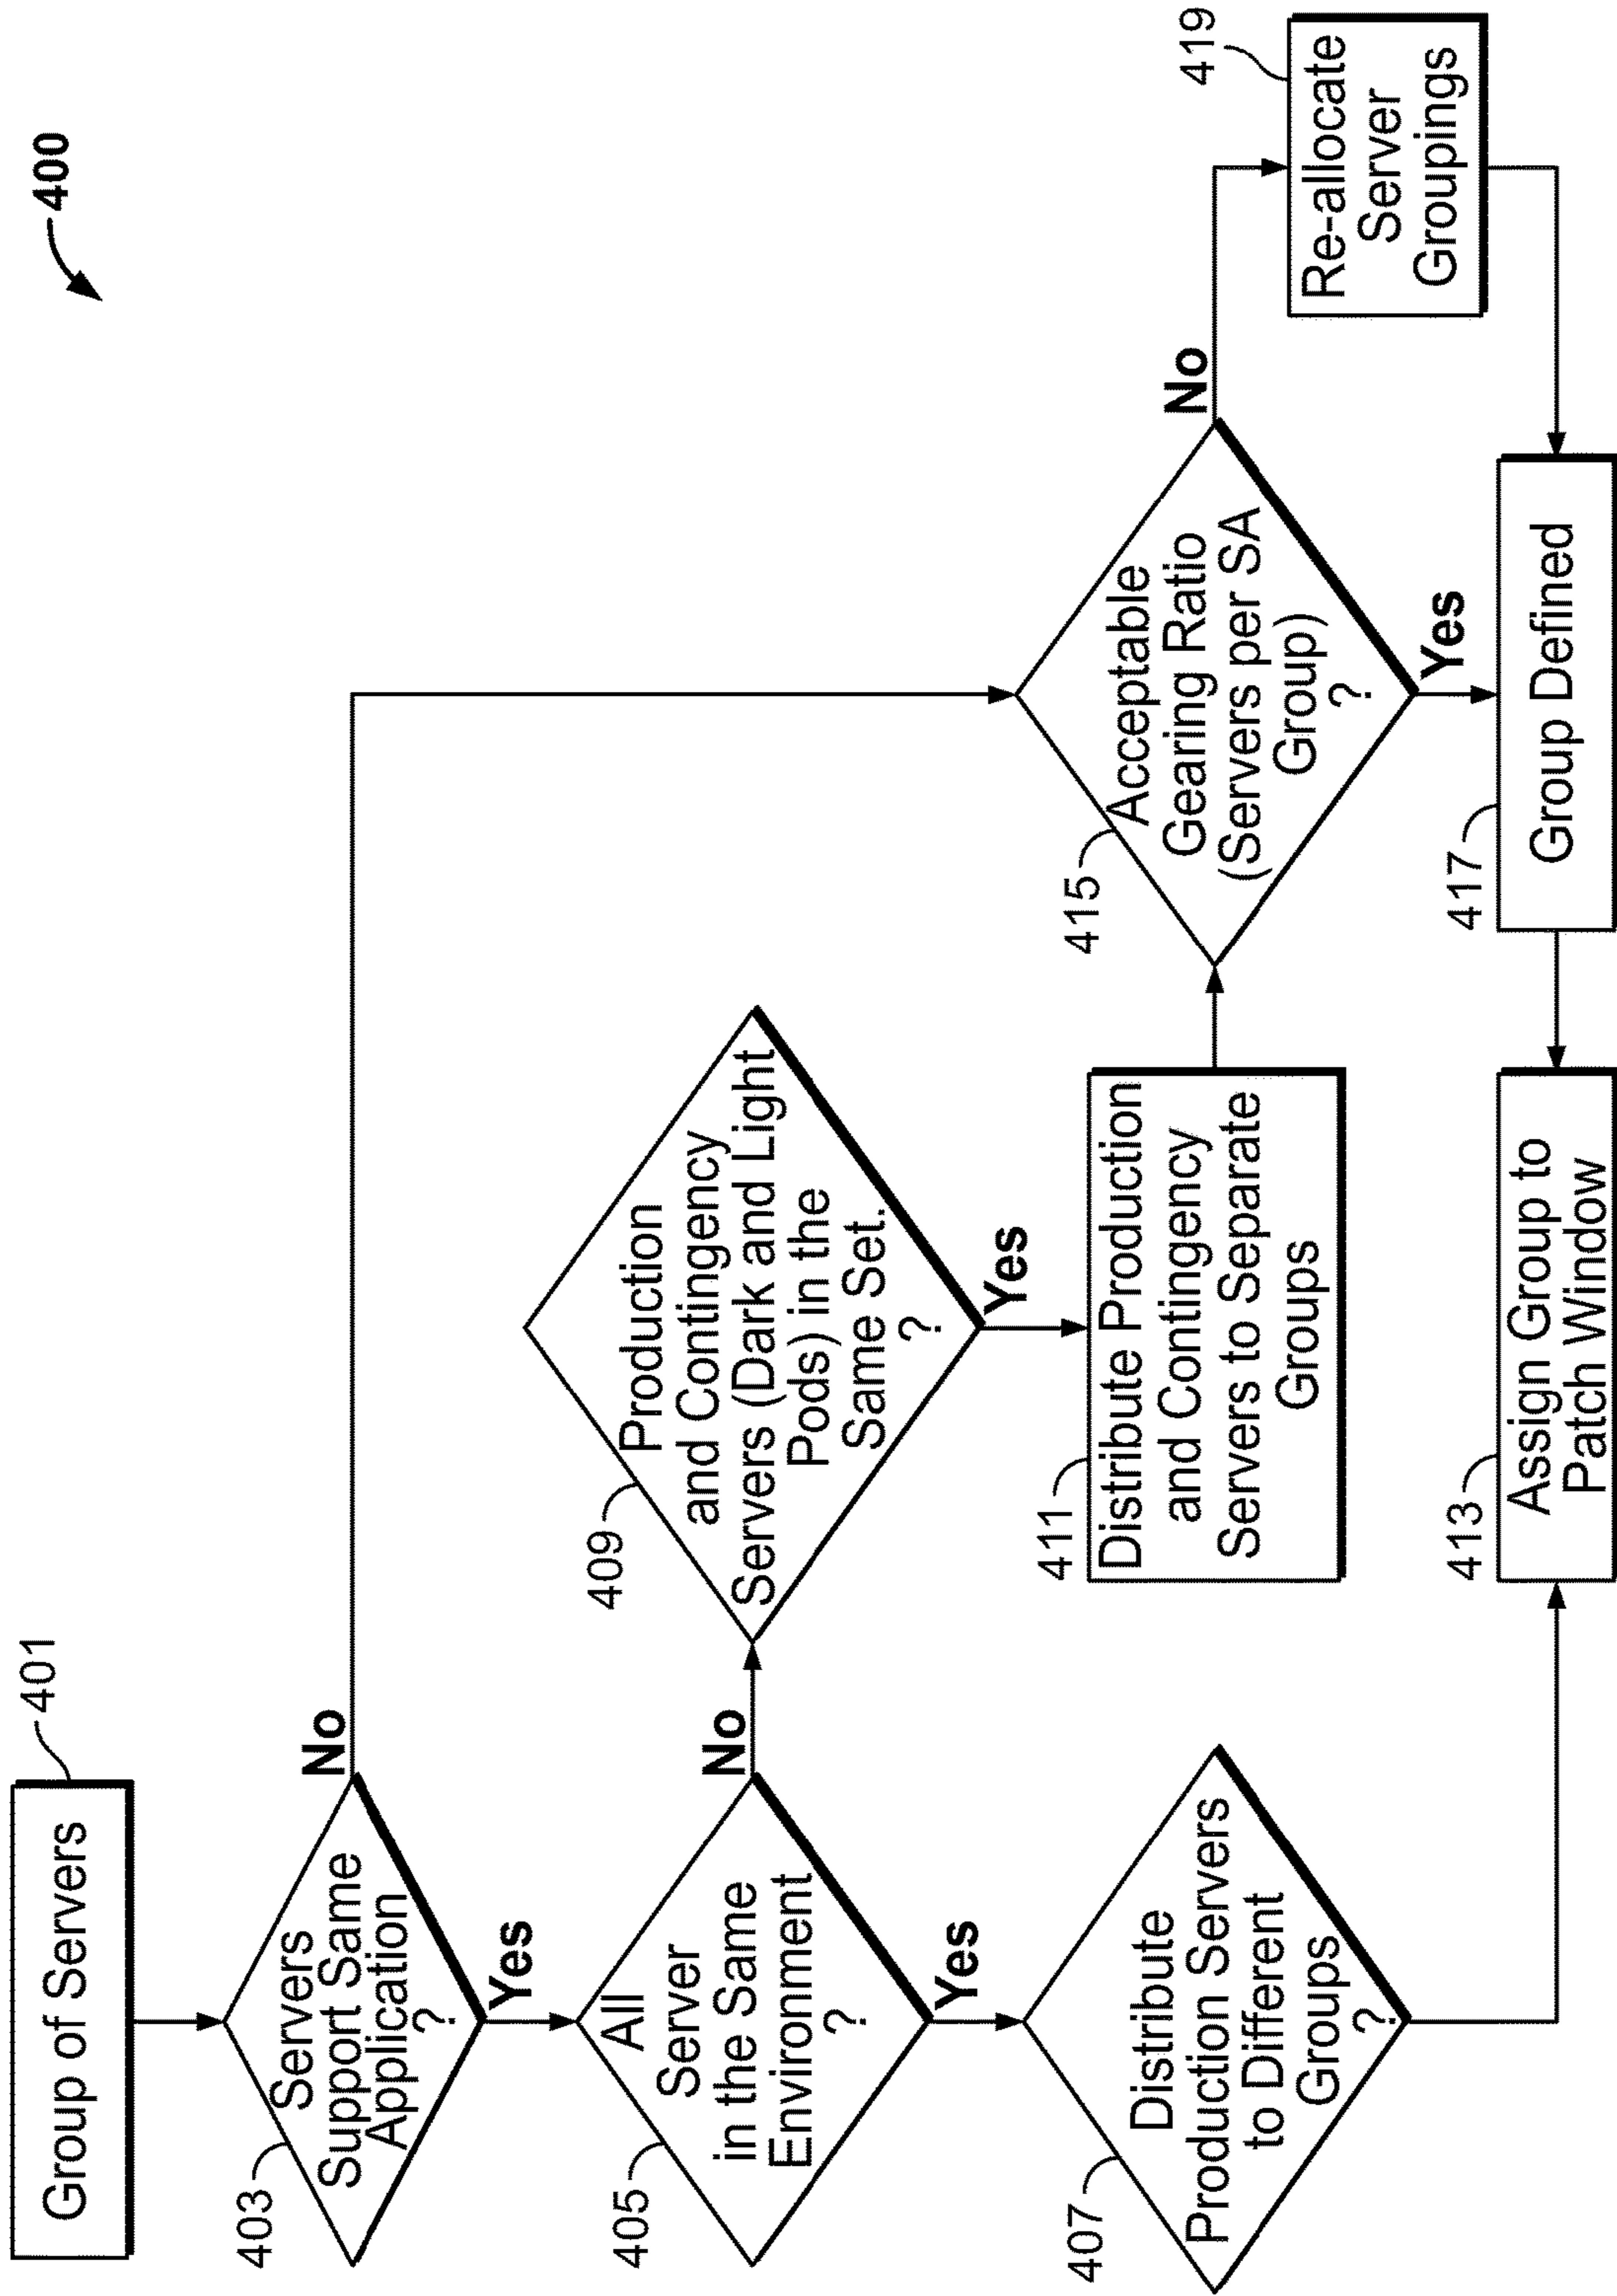 400
Group of Servers
401
Servers
Support Same
Application
?
403
No
Yes
All
Server
in the Same
Environment
?
405
No
Yes
Distribute
Production Servers
to Different
Groups
?
407
Production
and Contingency
Servers (Dark and Light
Pods) in the
Same Set.
?
409
Yes
Distribute Production
and Contingency
Servers to Separate
Groups
411
Assign Group to
Patch Window
413
Acceptable
Gearing Ratio
(Servers per SA
Group)
?
415
No
Yes
Group Defined
417
Re-allocate
Server
Groupings
419